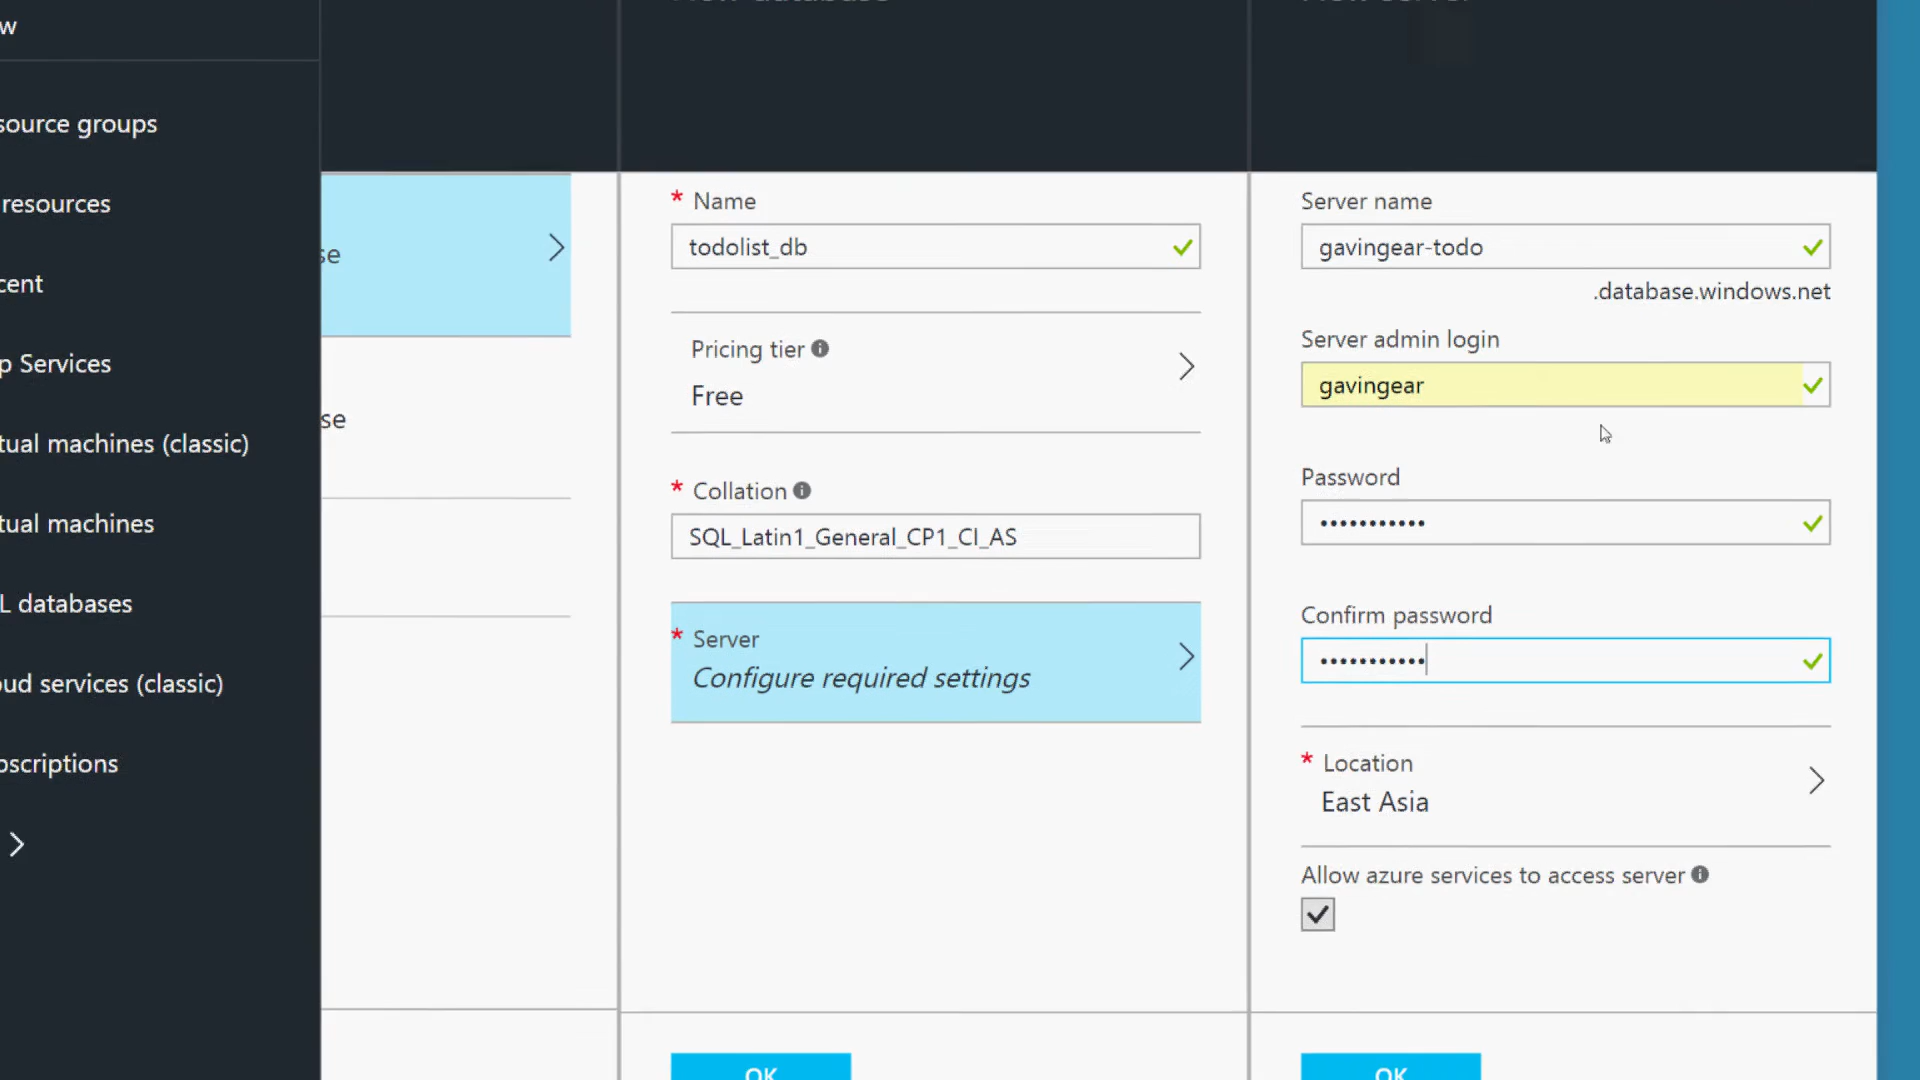 w
source groups
resources
cent
p Services
tual machines (classic)
tual machines
L databases
oud services (classic)
oscriptions
se
se
* Name
todolist_db
Pricing tier
Free
* Collation
SQL_Latin1_General_CP1_CI_AS
* Server
Configure required settings
OK
Server name
gavingear-todo
.database.windows.net
Server admin login
gavingear
Password
•••••••••••
Confirm password
•••••••••••
* Location
East Asia
Allow azure services to access server
OK